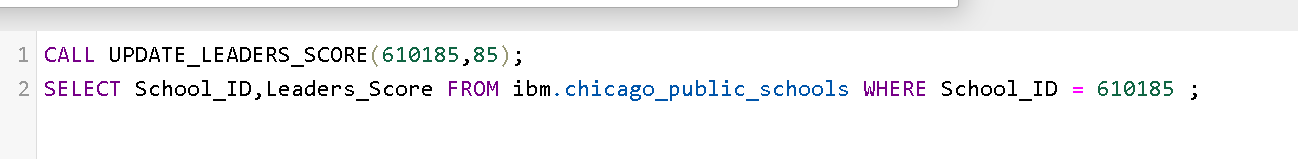 1 CALL UPDATE_LEADERS_SCORE(610185,85);
2 SELECT School_ID,Leaders_Score FROM ibm.chicago_public_schools WHERE School_ID = 610185 ;